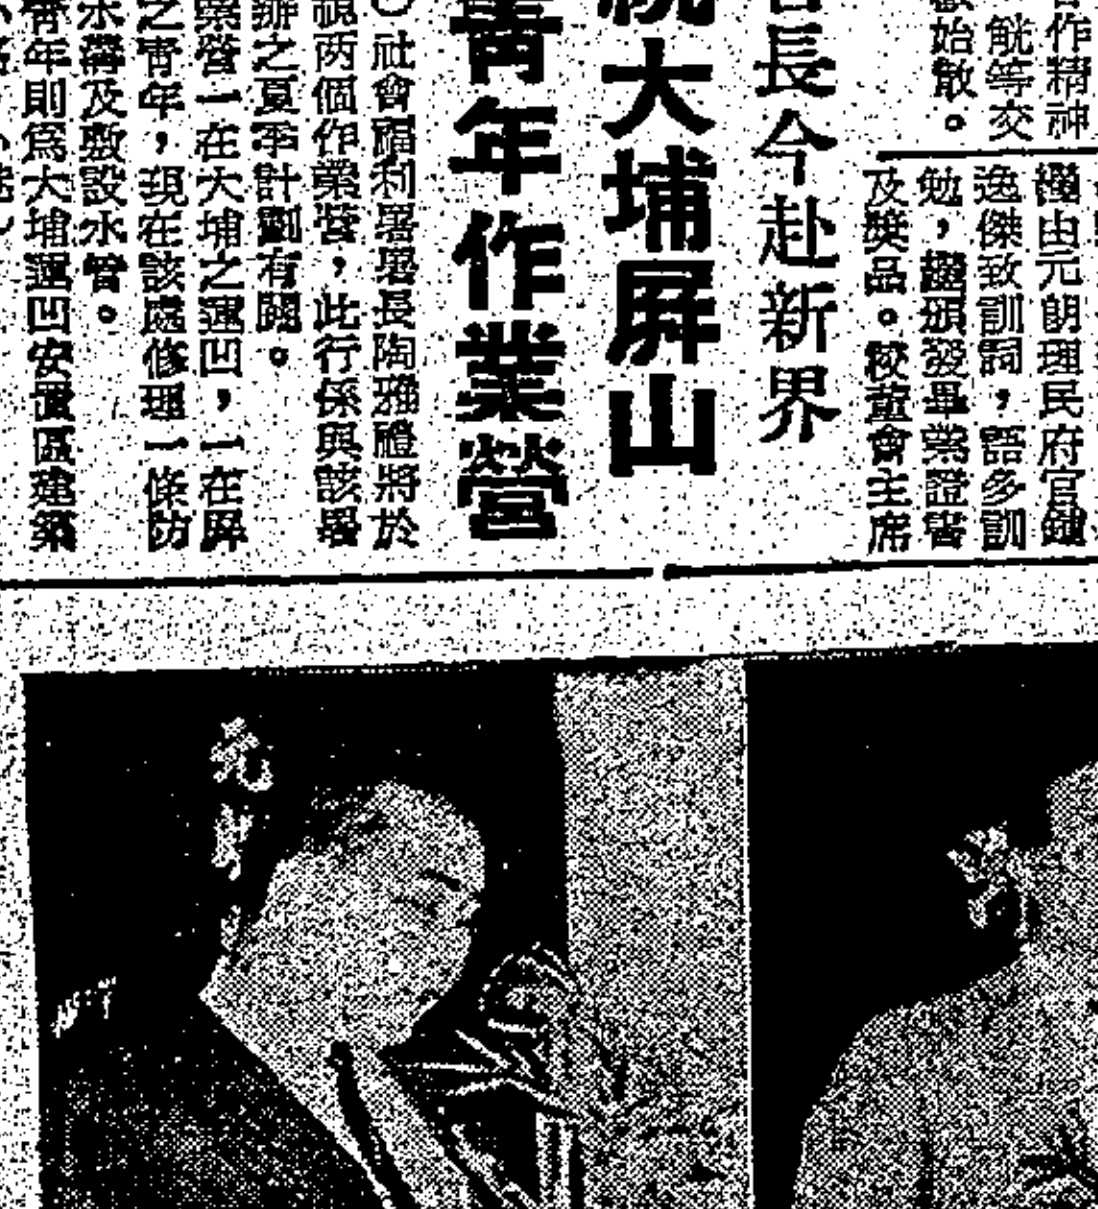 作精神
觥等交
始散。
繼由元朗理民府官鍾
逸傑致訓詞，語多訓
勉，繼頒發畢業證書
及獎品。校董會主席
長今赴新界
大埔屏山
青年作業營
社會福利署署長陶雅禮將於
視两個作業營，此行係與該署
辦之夏季計劃有關。
業營一在大埔之運凹，一在屏
之青年，現在該處修理一條防
水溝及敷設水管。
青年則爲大埔運凹安置區建築